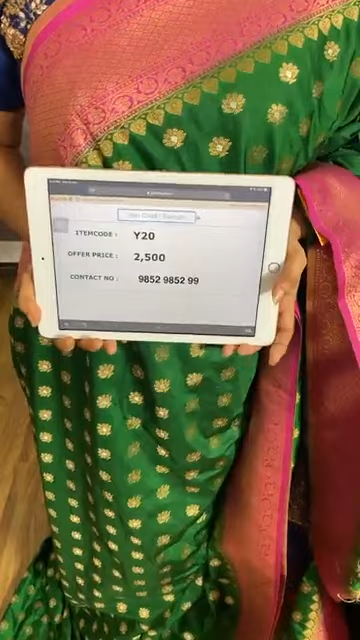 ITEMCODE : Y20
OFFER PRICE : 2,500
CONTACT NO : 9852 9852 99